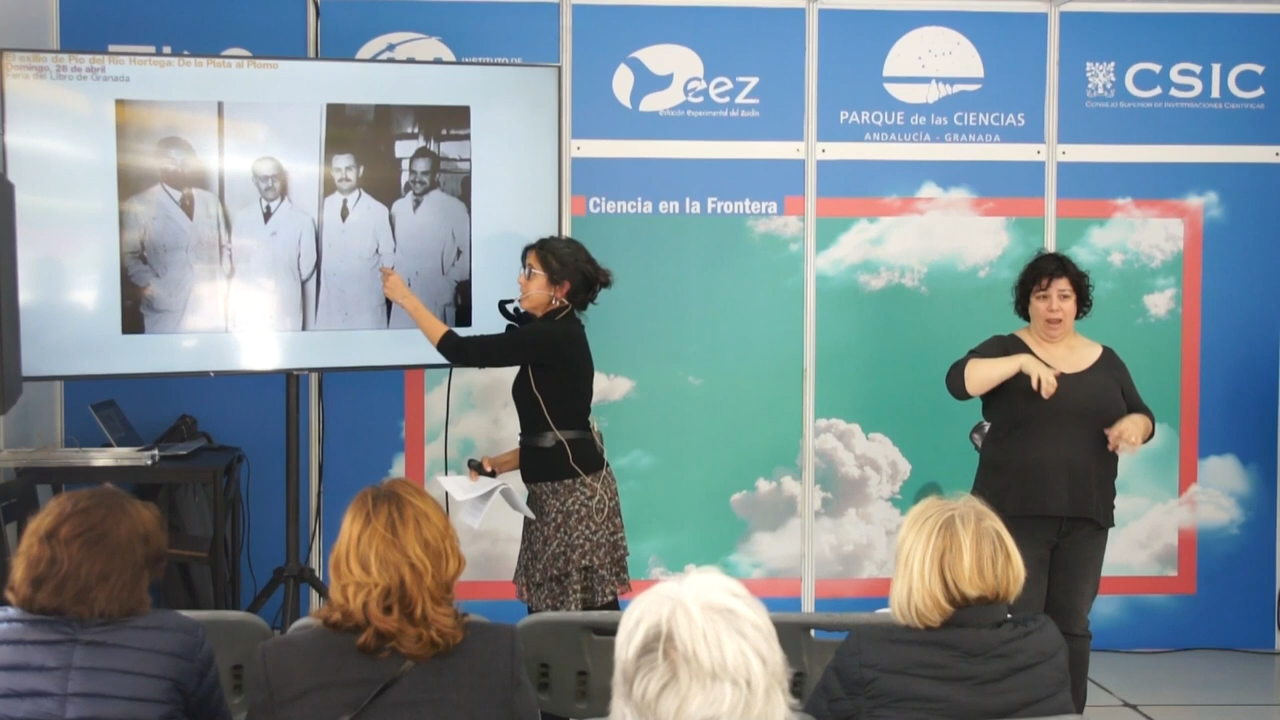 El exilio de Pío del Río Hortega: De la Plata al Plomo
Domingo, 28 de abril
Feria del Libro de Granada
INSTITUTO DE
eez
Estación Experimental del Zaidín
PARQUE de las CIENCIAS
ANDALUCÍA - GRANADA
CSIC
CONSEJO SUPERIOR DE INVESTIGACIONES CIENTÍFICAS
Ciencia en la Frontera